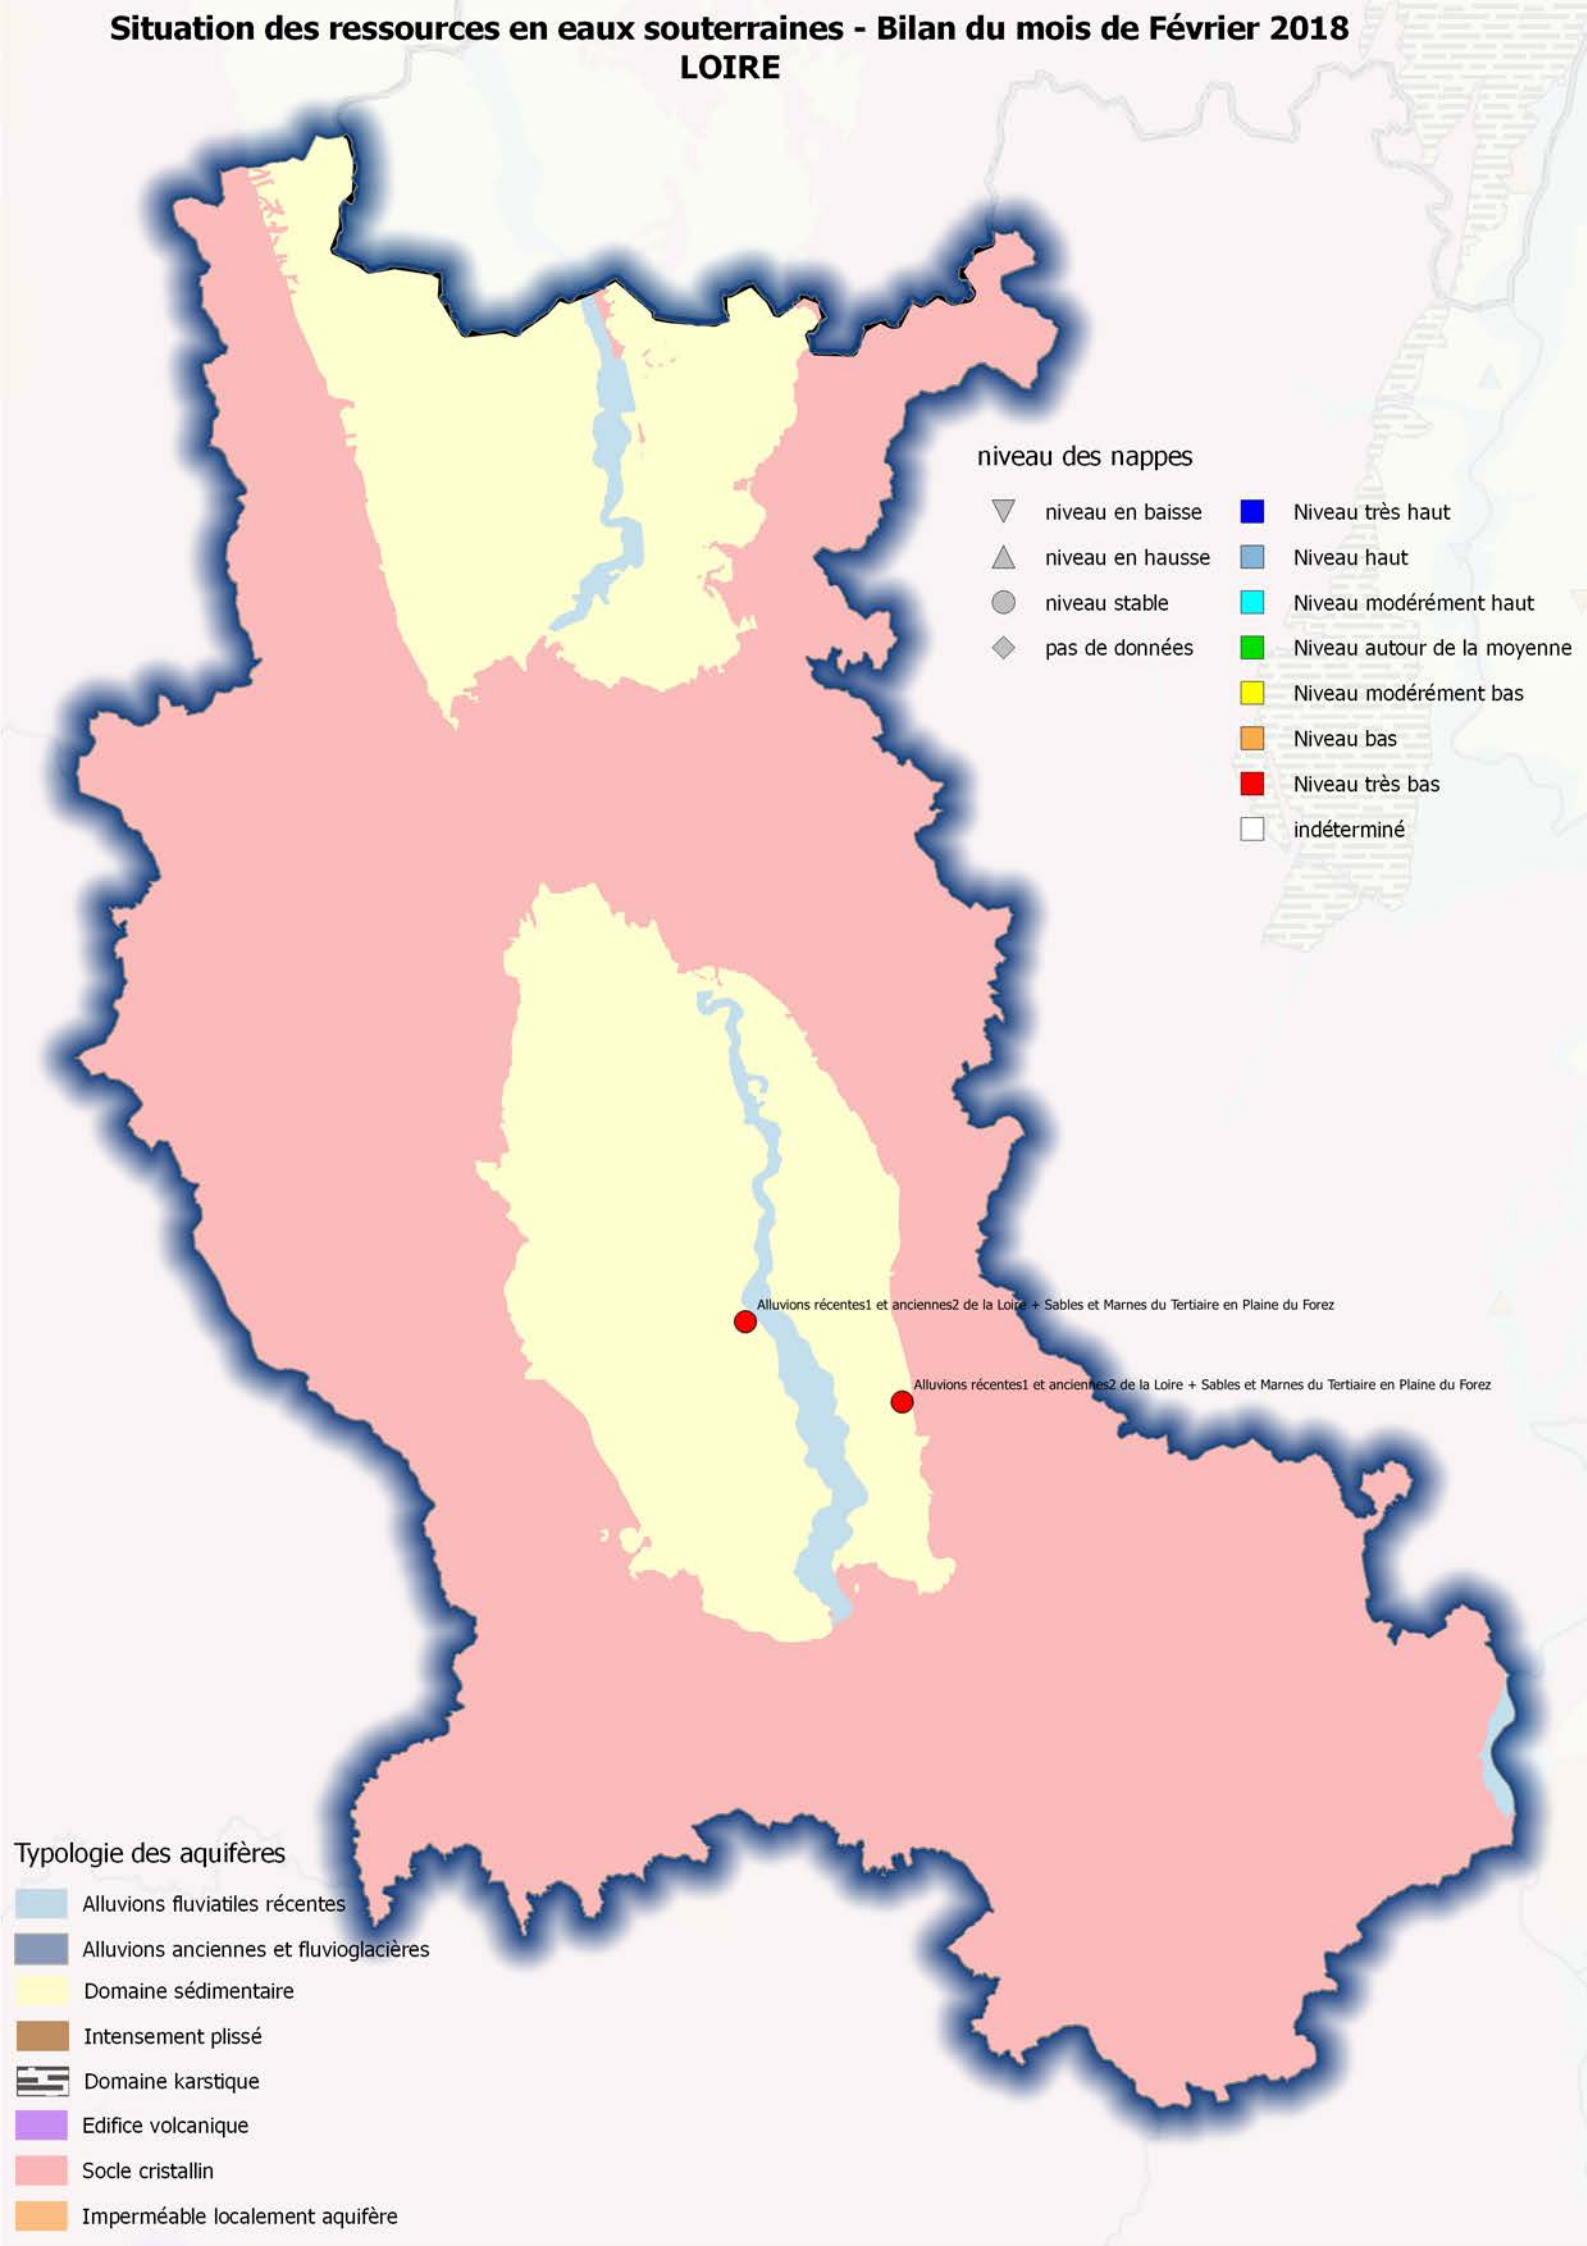 Situation des ressources en eaux souterraines - Bilan du mois de Février 2018
LOIRE
niveau des nappes
niveau en baisse
niveau en hausse
niveau stable
pas de données
Niveau très haut
Niveau haut
Niveau modérément haut
Niveau autour de la moyenne
Niveau modérément bas
Niveau bas
Niveau très bas
indéterminé
Alluvions récentes1 et anciennes2 de la Loire + Sables et Marnes du Tertiaire en Plaine du Forez
Alluvions récentes1 et anciennes2 de la Loire + Sables et Marnes du Tertiaire en Plaine du Forez
Typologie des aquifères
Alluvions fluviatiles récentes
Alluvions anciennes et fluvioglacières
Domaine sédimentaire
Intensement plissé
Domaine karstique
Edifice volcanique
Socle cristallin
Imperméable localement aquifère